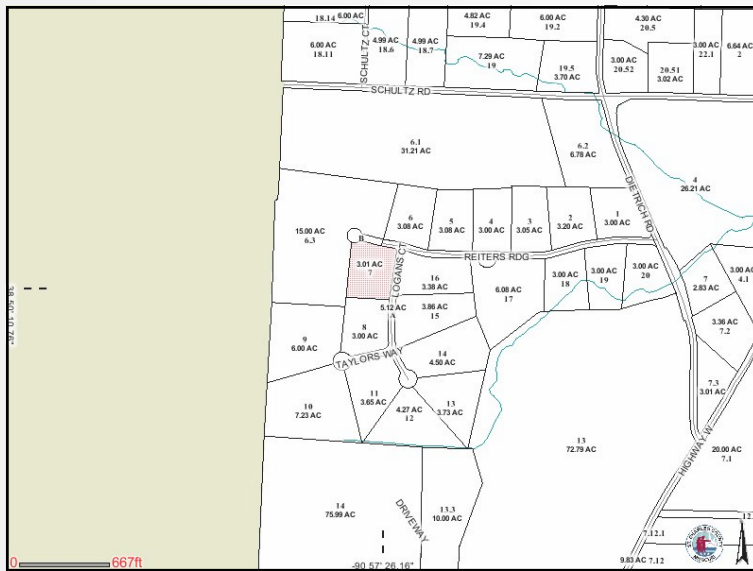 18.14
6.00 AC
4.82 AC
19.4
6.00 AC
19.2
4.30 AC
20.5
6.00 AC
18.11
SCHULTZ CT
4.99 AC
18.6
4.99 AC
18.7
7.29 AC
19
19.5
3.70 AC
3.00 AC
20.52
20.51
3.02 AC
3.00 AC
22.1
6.64 AC
2
SCHULTZ RD
6.1
31.21 AC
6.2
6.78 AC
4
26.21 AC
DIETRICH RD
15.00 AC
6.3
B
6
3.08 AC
5
3.08 AC
4
3.00 AC
3
3.05 AC
2
3.20 AC
1
3.00 AC
REITERS RDG
LOGANS CT
3.01 AC
7
16
3.38 AC
6.08 AC
17
3.00 AC
18
3.00 AC
19
3.00 AC
20
7
2.83 AC
3.00 AC
4.1
5.12 AC
A
3.86 AC
15
3.36 AC
7.2
9
6.00 AC
8
3.00 AC
TAYLORS WAY
14
4.50 AC
7.3
3.01 AC
10
7.23 AC
11
3.65 AC
4.27 AC
12
13
3.73 AC
13
72.79 AC
HIGHWAY W
20.00 AC
7.1
14
75.99 AC
DRIVEWAY
13.3
10.00 AC
12.
7.12.1
9.83 AC
7.12
38° 50' 10.76"
-90° 57' 26.16"
0
667ft